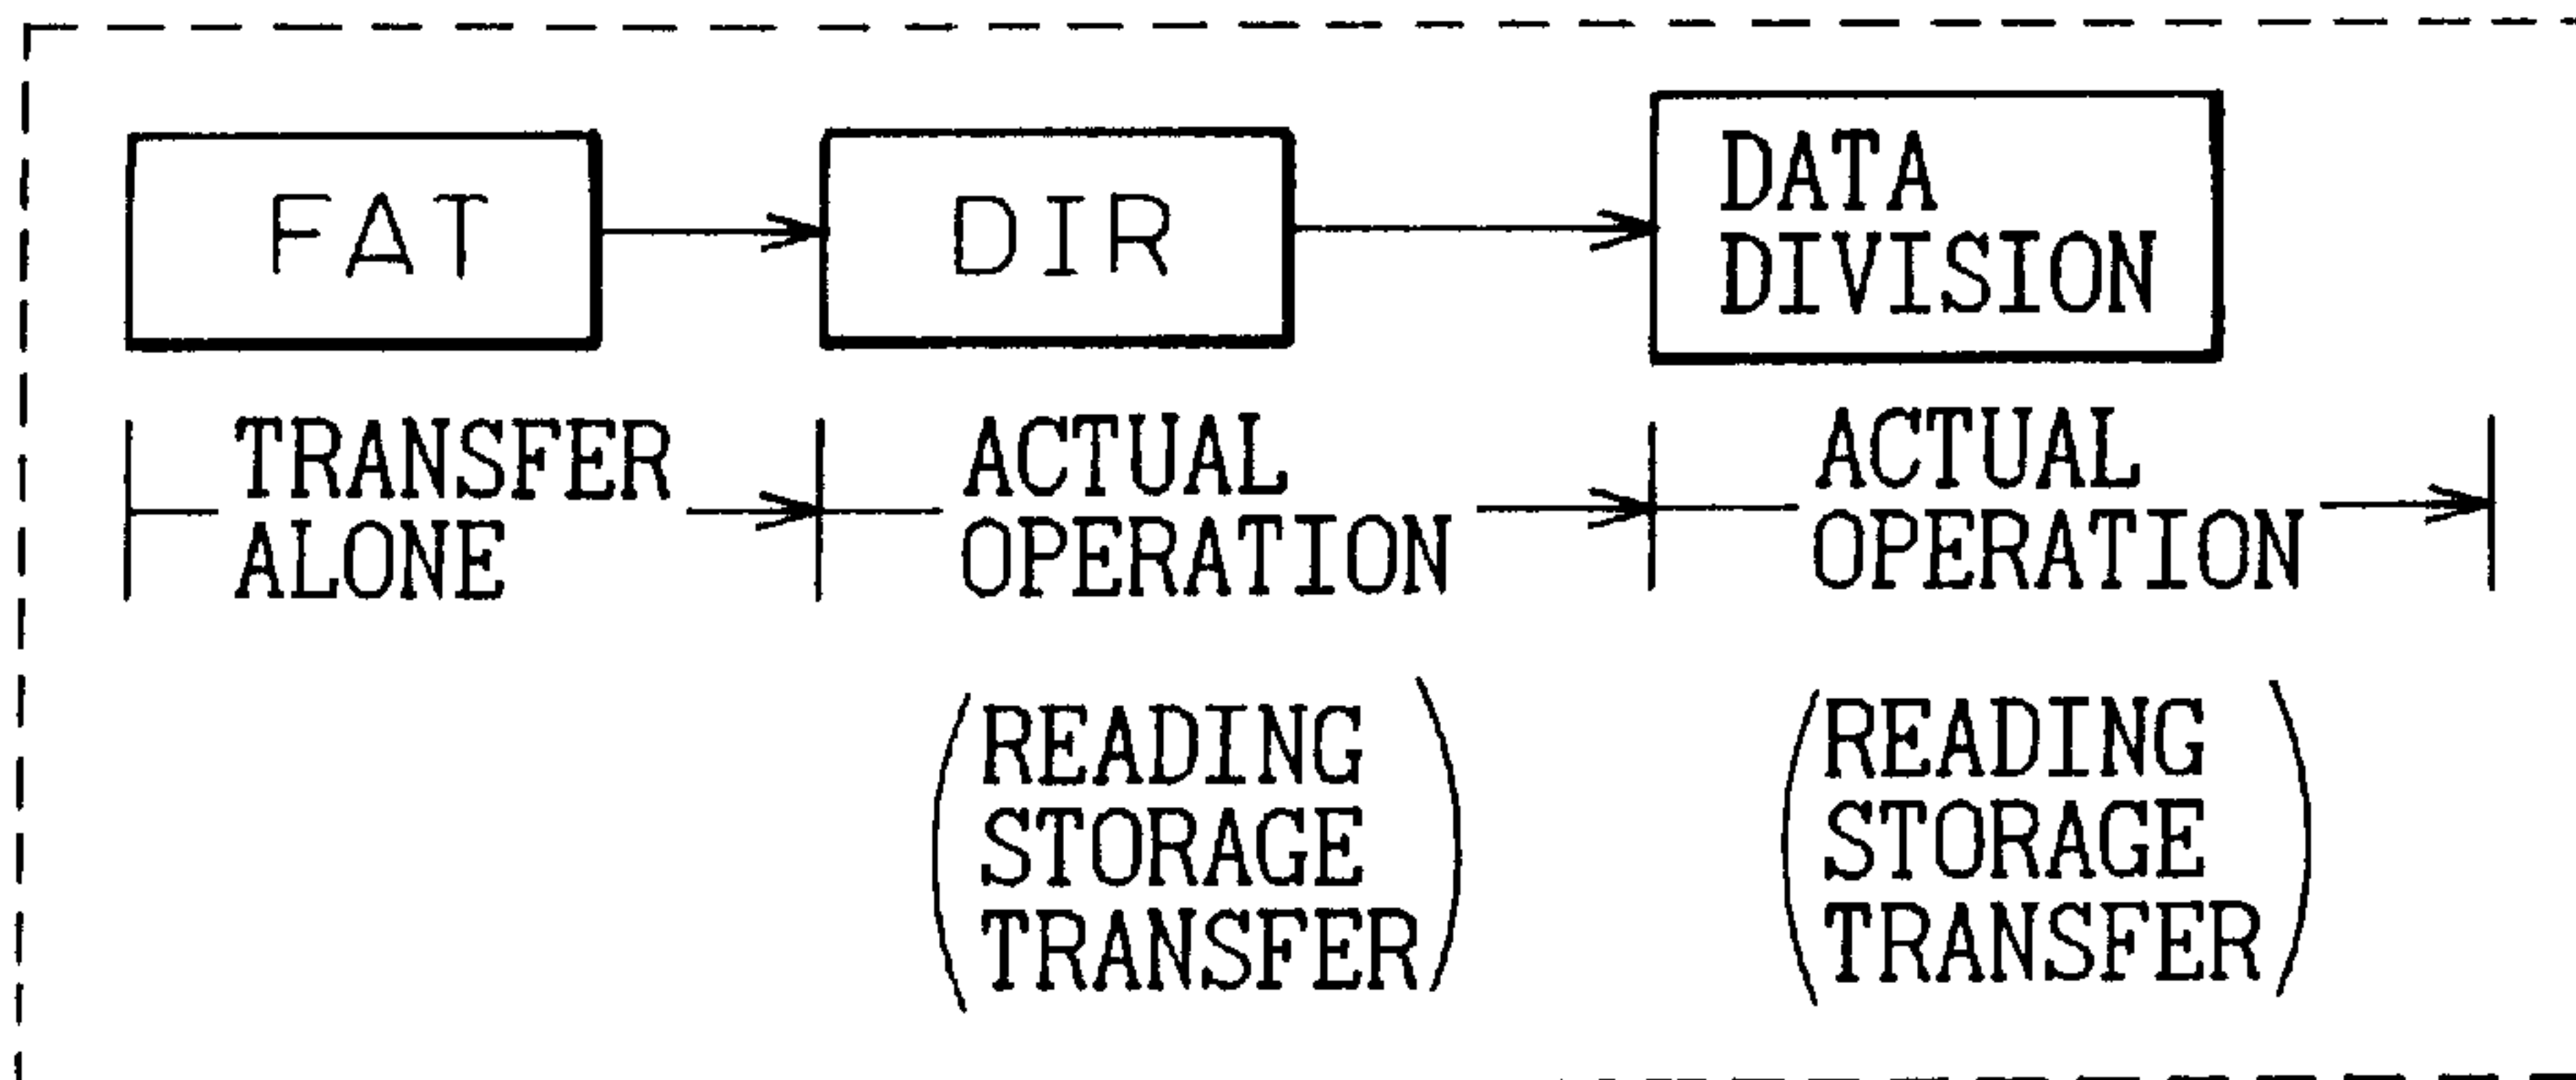 FAT
DIR
DATA
DIVISION
TRANSFER
ALONE
ACTUAL
OPERATION
ACTUAL
OPERATION
READING
STORAGE
TRANSFER
READING
STORAGE
TRANSFER